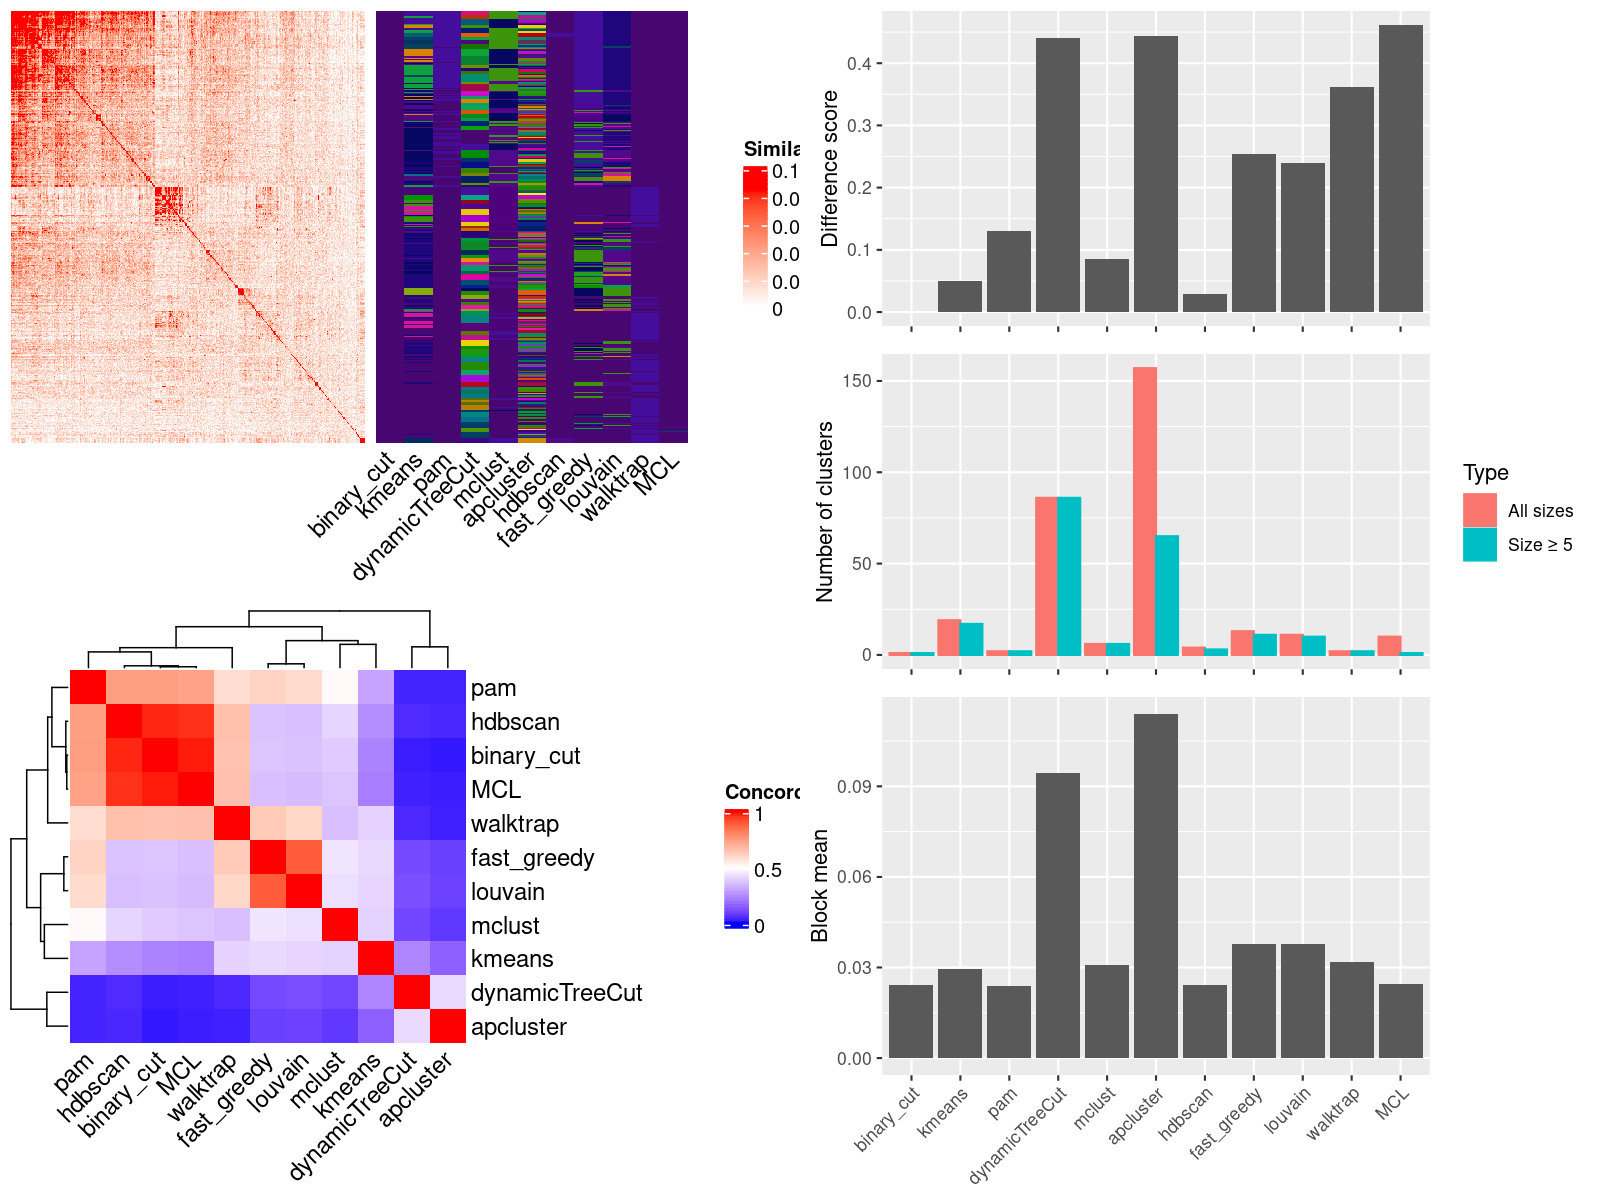 Simila
0.1
0.0
0.0
0.0
0.0
0
binary_cut
kmeans
pam
dynamicTreeCut
mclust
apcluster
hdbscan
fast_greedy
louvain
walktrap
MCL
pam
hdbscan
binary_cut
MCL
walktrap
fast_greedy
louvain
mclust
kmeans
dynamicTreeCut
apcluster
pam
hdbscan
binary_cut
MCL
walktrap
fast_greedy
louvain
mclust
kmeans
dynamicTreeCut
apcluster
Concord
1
0.5
0
Difference score
0.4
0.3
0.2
0.1
0.0
Number of clusters
150
100
50
0
Type
All sizes
Size ≥ 5
Block mean
0.09
0.06
0.03
0.00
binary_cut
kmeans
pam
dynamicTreeCut
mclust
apcluster
hdbscan
fast_greedy
louvain
walktrap
MCL